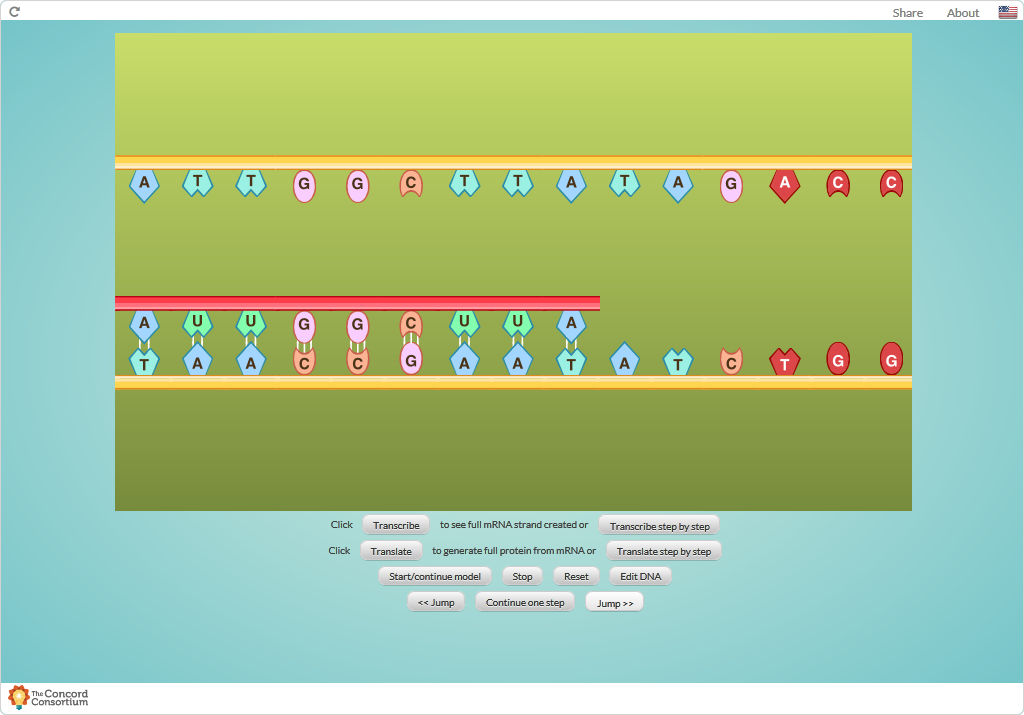 Share About
A T T G G C T T A T A G A C C
A U U G G C U U A
T A A C C G A A T A T C T G G
Click Transcribe to see full mRNA strand created or Transcribe step by step
Click Translate to generate full protein from mRNA or Translate step by step
Start/continue model Stop Reset Edit DNA
<< Jump Continue one step Jump >>
The Concord
Consortium